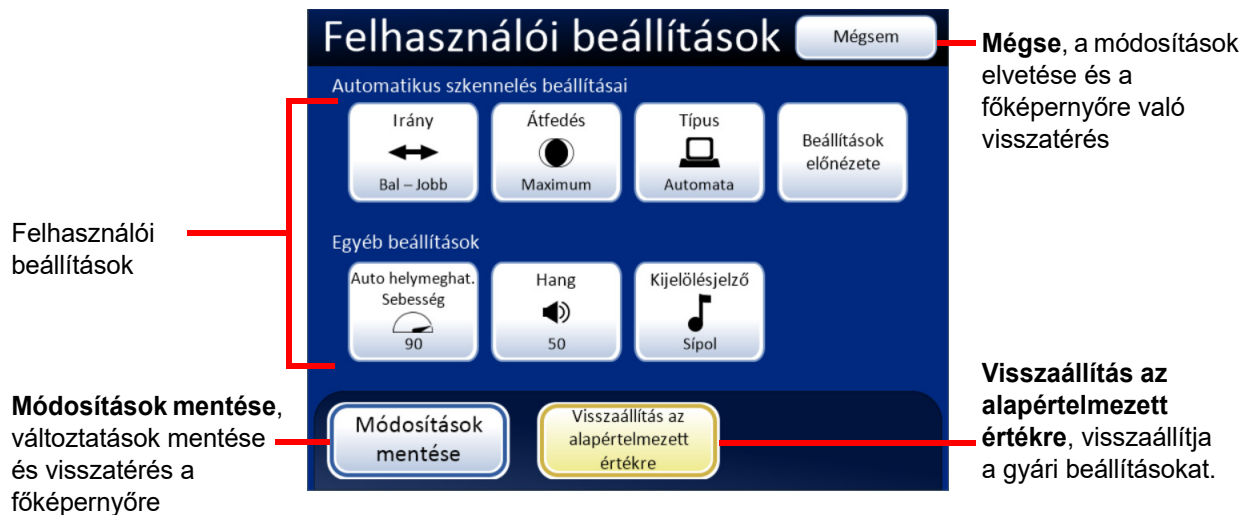 Felhasználói beállítások
Mégsem
Mégse, a módosítások
elvetése és a
főképernyőre való
visszatérés
Automatikus szkennelés beállításai
Irány
Bal – Jobb
Átfedés
Maximum
Típus
Automata
Beállítások
előnézete
Felhasználói
beállítások
Egyéb beállítások
Auto helymeghat.
Sebesség
90
Hang
50
Kijelölésjelző
Sípol
Módosítások mentése,
változtatások mentése
és visszatérés a
főképernyőre
Módosítások
mentése
Visszaállítás az
alapértelmezett
értékre
Visszaállítás az
alapértelmezett
értékre, visszaállítja
a gyári beállításokat.